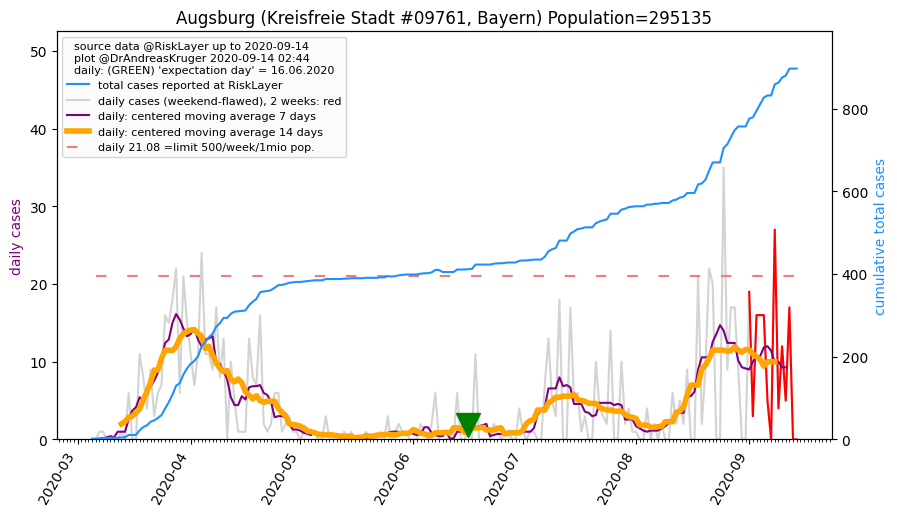 Augsburg (Kreisfreie Stadt #09761, Bayern) Population=295135
source data @RiskLayer up to 2020-09-14
plot @DrAndreasKruger 2020-09-14 02:44
daily: (GREEN) 'expectation day' = 16.06.2020
total cases reported at RiskLayer
daily cases (weekend-flawed), 2 weeks: red
daily: centered moving average 7 days
daily: centered moving average 14 days
daily 21.08 =limit 500/week/1mio pop.
daily cases
50
40
30
20
10
0
cumulative total cases
800
600
400
200
0
2020-03
2020-04
2020-05
2020-06
2020-07
2020-08
2020-09